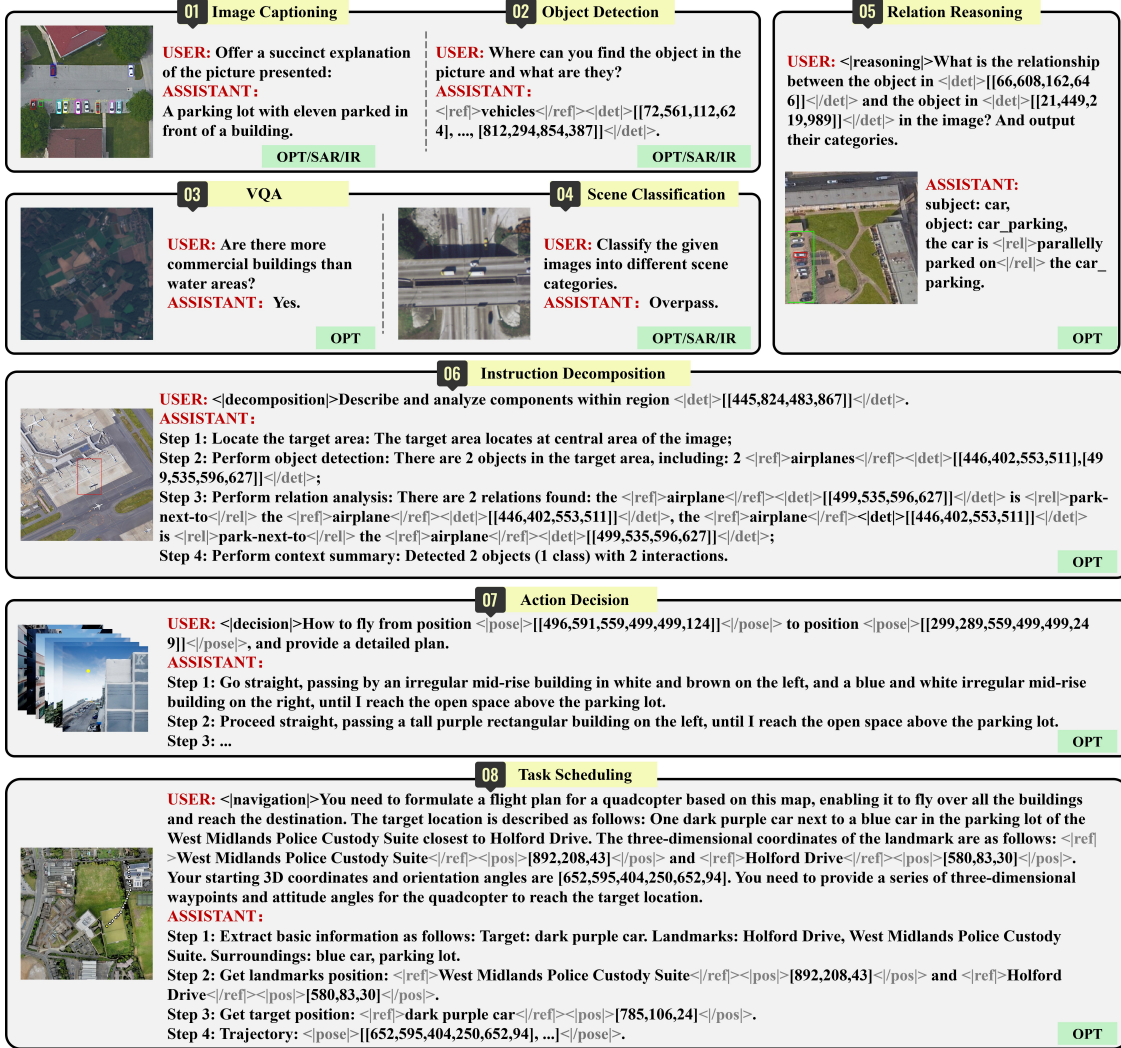 01 Image Captioning
USER: Offer a succinct explanation
of the picture presented:
ASSISTANT:
A parking lot with eleven parked in
front of a building.
OPT/SAR/IR
02 Object Detection
USER: Where can you find the object in the
picture and what are they?
ASSISTANT:
<|ref|>vehicles<|/ref|><|det|>[[72,561,112,62
4], ..., [812,294,854,387]]<|/det|>.
OPT/SAR/IR
05 Relation Reasoning
USER: <|reasoning|>What is the relationship
between the object in <|det|>[[66,608,162,64
6]]<|/det|> and the object in <|det|>[[21,449,2
19,989]]<|/det|> in the image? And output
their categories.
ASSISTANT:
subject: car,
object: car_parking,
the car is <|rel|>parallelly
parked on<|/rel|> the car_
parking.
OPT
03 VQA
USER: Are there more
commercial buildings than
water areas?
ASSISTANT: Yes.
OPT
04 Scene Classification
USER: Classify the given
images into different scene
categories.
ASSISTANT: Overpass.
OPT/SAR/IR
06 Instruction Decomposition
USER: <|decomposition|>Describe and analyze components within region <|det|>[[445,824,483,867]]<|/det|>.
ASSISTANT:
Step 1: Locate the target area: The target area locates at central area of the image;
Step 2: Perform object detection: There are 2 objects in the target area, including: 2 <|ref|>airplanes<|/ref|><|det|>[[446,402,553,511],[49
9,535,596,627]]<|/det|>;
Step 3: Perform relation analysis: There are 2 relations found: the <|ref|>airplane<|/ref|><|det|>[[499,535,596,627]]<|/det|> is <|rel|>park-
next-to<|/rel|> the <|ref|>airplane<|/ref|><|det|>[[446,402,553,511]]<|/det|>, the <|ref|>airplane<|/ref|><|det|>[[446,402,553,511]]<|/det|>
is <|rel|>park-next-to<|/rel|> the <|ref|>airplane<|/ref|><|det|>[[499,535,596,627]]<|/det|>;
Step 4: Perform context summary: Detected 2 objects (1 class) with 2 interactions.
OPT
07 Action Decision
USER: <|decision|>How to fly from position <|pose|>[[496,591,559,499,499,124]]<|/pose|> to position <|pose|>[[299,289,559,499,499,24
9]]<|/pose|>, and provide a detailed plan.
ASSISTANT:
Step 1: Go straight, passing by an irregular mid-rise building in white and brown on the left, and a blue and white irregular mid-rise
building on the right, until I reach the open space above the parking lot.
Step 2: Proceed straight, passing a tall purple rectangular building on the left, until I reach the open space above the parking lot.
Step 3: ...
OPT
08 Task Scheduling
USER: <|navigation|>You need to formulate a flight plan for a quadcopter based on this map, enabling it to fly over all the buildings
and reach the destination. The target location is described as follows: One dark purple car next to a blue car in the parking lot of the
West Midlands Police Custody Suite closest to Holford Drive. The three-dimensional coordinates of the landmark are as follows: <|ref|
>West Midlands Police Custody Suite<|/ref|><|pos|>[892,208,43]<|/pos|> and <|ref|>Holford Drive<|/ref|><|pos|>[580,83,30]<|/pos|>.
Your starting 3D coordinates and orientation angles are [652,595,404,250,652,94]. You need to provide a series of three-dimensional
waypoints and attitude angles for the quadcopter to reach the target location.
ASSISTANT:
Step 1: Extract basic information as follows: Target: dark purple car. Landmarks: Holford Drive, West Midlands Police Custody
Suite. Surroundings: blue car, parking lot.
Step 2: Get landmarks position: <|ref|>West Midlands Police Custody Suite<|/ref|><|pos|>[892,208,43]<|/pos|> and <|ref|>Holford
Drive<|/ref|><|pos|>[580,83,30]<|/pos|>.
Step 3: Get target position: <|ref|>dark purple car<|/ref|><|pos|>[785,106,24]<|/pos|>.
Step 4: Trajectory: <|pose|>[[652,595,404,250,652,94], ...]<|/pose|>.
OPT